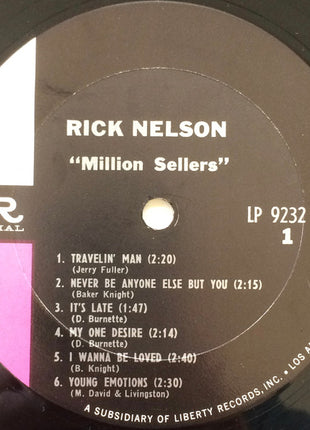 RICK NELSON
"Million Sellers"
R
IAL
LP 9232
1
1. TRAVELIN' MAN (2:20)
(Jerry Fuller)
2. NEVER BE ANYONE ELSE BUT YOU (2:15)
(Baker Knight)
3. IT'S LATE (1:47)
(D. Burnette)
4. MY ONE DESIRE (2:14)
(D. Burnette)
5. I WANNA BE LOVED (2:40)
(B. Knight)
6. YOUNG EMOTIONS (2:30)
(M. David & Livingston)
A SUBSIDIARY OF LIBERTY RECORDS, INC. • LOS A